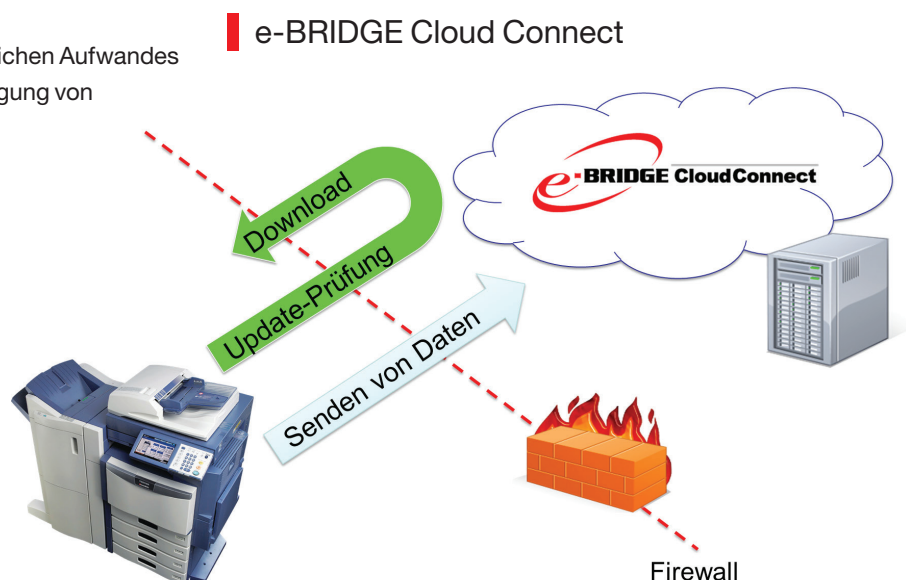 e-BRIDGE Cloud Connect
ichen Aufwandes
gung von
e-BRIDGE CloudConnect
Download
Update-Prüfung
Senden von Daten
Firewall